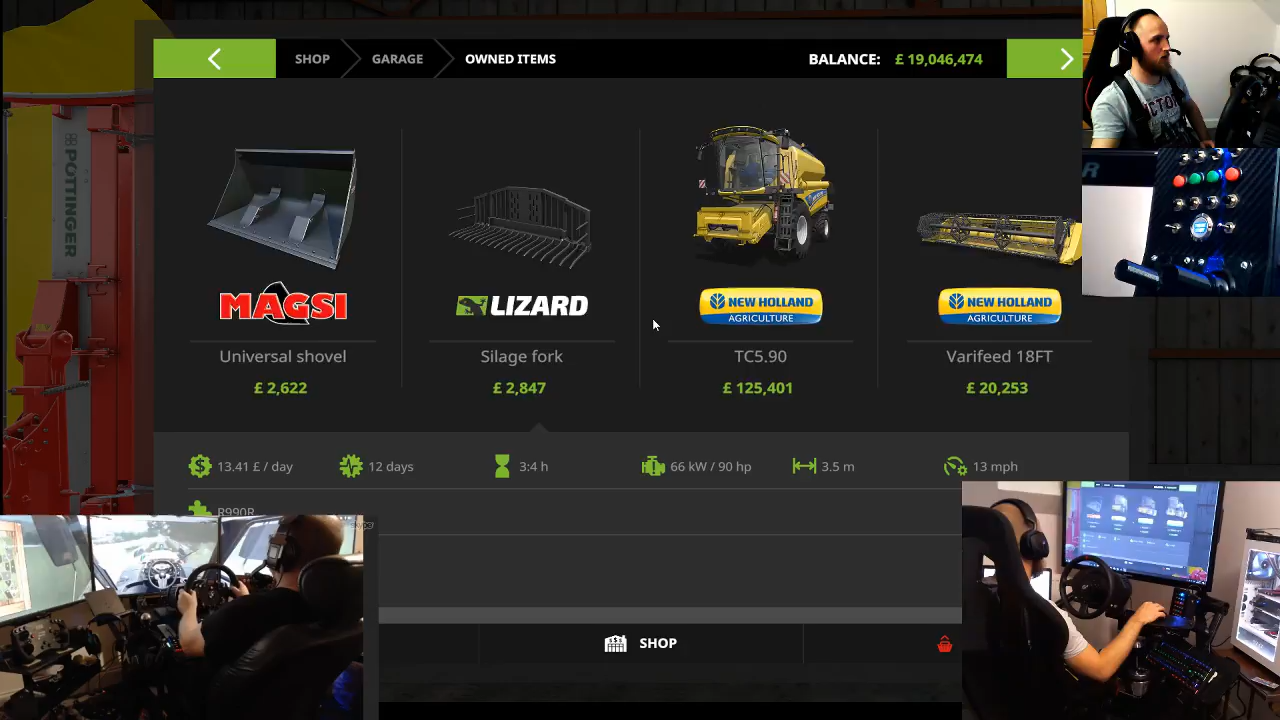 SHOP
GARAGE
OWNED ITEMS
BALANCE: £ 19,046,474
PÖTTINGER
MAGSI
LIZARD
NEW HOLLAND
AGRICULTURE
NEW HOLLAND
AGRICULTURE
Universal shovel
Silage fork
TC5.90
Varifeed 18FT
£ 2,622
£ 2,847
£ 125,401
£ 20,253
13.41 £ / day
12 days
3:4 h
66 kW / 90 hp
3.5 m
13 mph
R990R
SHOP